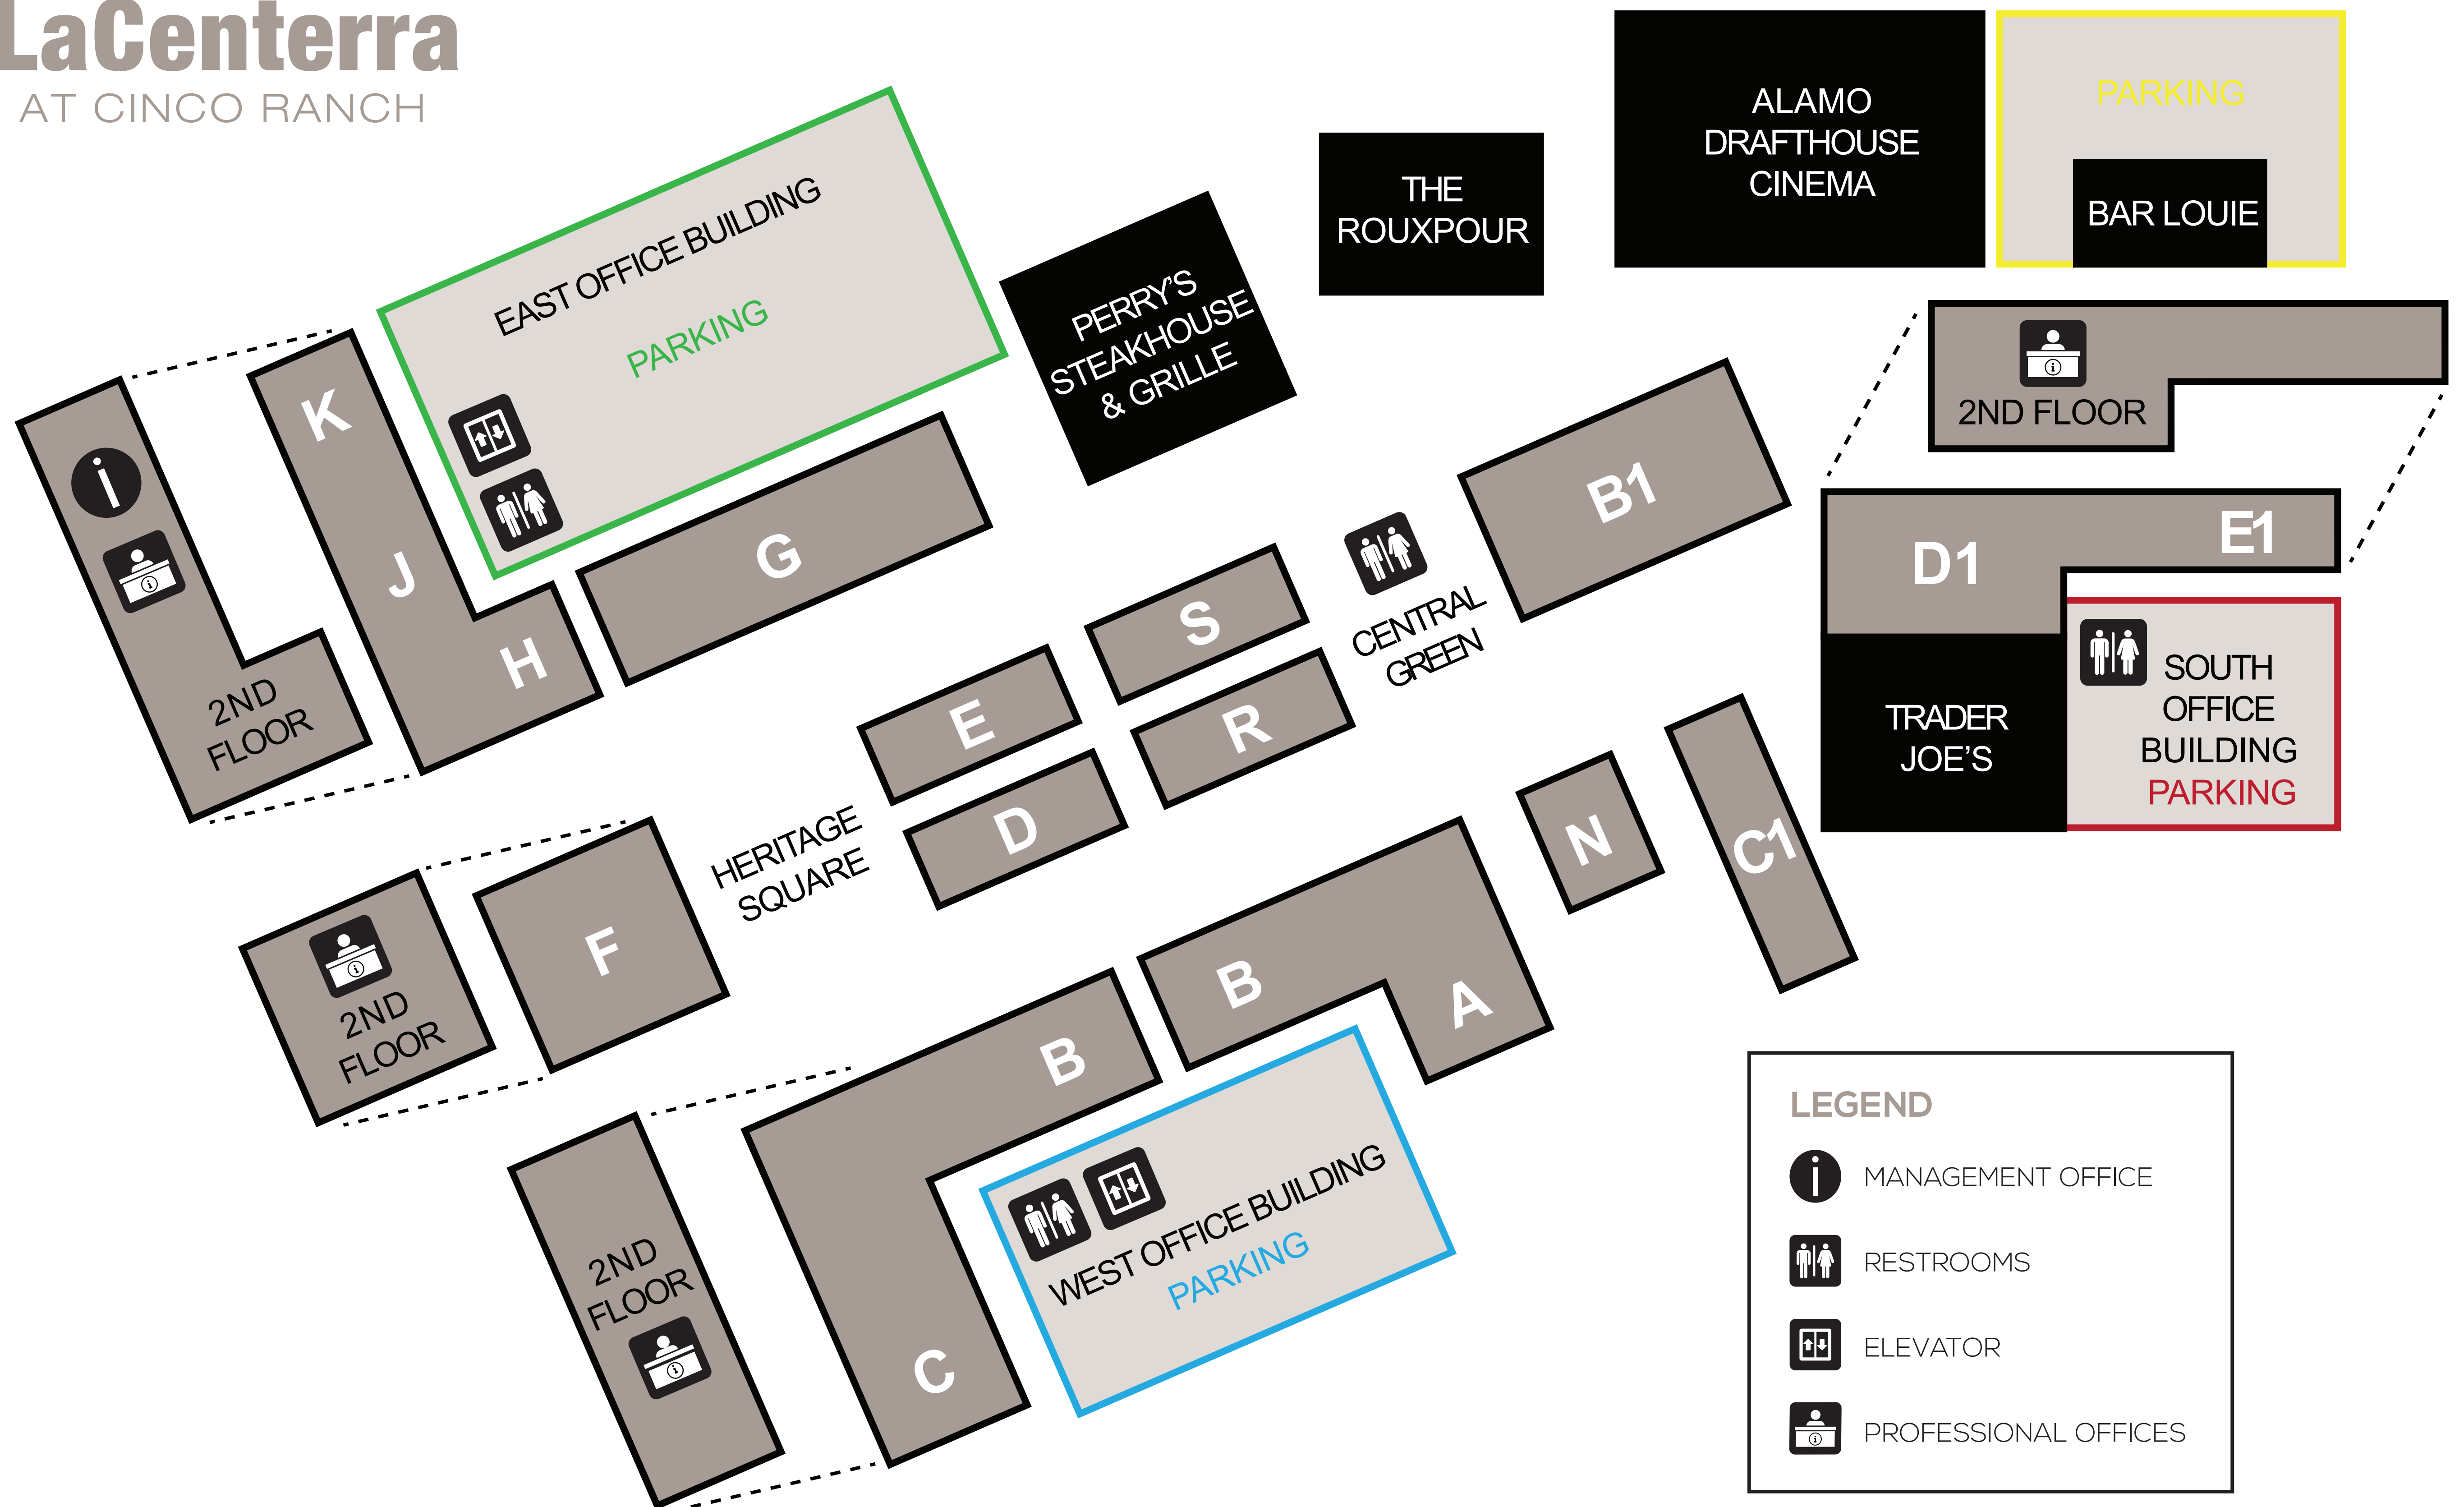 LaCenterra
AT CINCO RANCH
EAST OFFICE BUILDING
PARKING
PERRY'S
STEAKHOUSE
& GRILLE
THE
ROUXPOUR
ALAMO
DRAFTHOUSE
CINEMA
PARKING
BAR LOUIE
2ND FLOOR
K
J
H
G
2ND
FLOOR
B1
S
CENTRAL
GREEN
E
R
D
D1
E1
TRADER
JOE'S
SOUTH
OFFICE
BUILDING
PARKING
N
C1
HERITAGE
SQUARE
F
2ND
FLOOR
B
A
B
C
2ND
FLOOR
WEST OFFICE BUILDING
PARKING
LEGEND
i MANAGEMENT OFFICE
RESTROOMS
ELEVATOR
PROFESSIONAL OFFICES